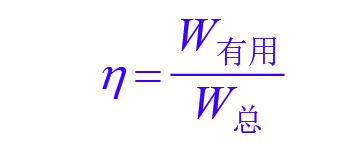 η = W有用 / W总